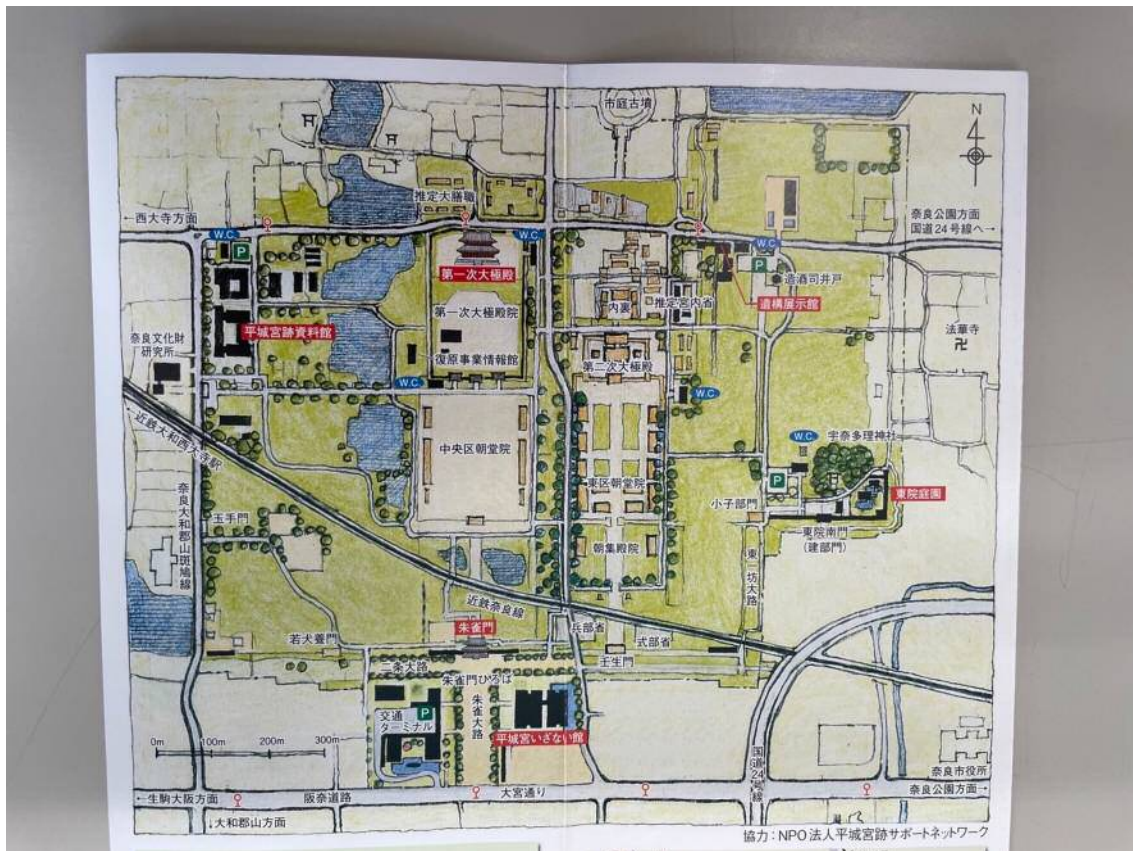 市庭古墳
N
推定大膳職
←西大寺方面
W.C.
P
W.C.
W.C.
P
奈良公園方面
国道24号線へ→
第一次大極殿
造酒司井戸
遺構展示館
内裏
推定宮内省
第一次大極殿院
平城宮跡資料館
奈良文化財
研究所
復原事業情報館
第二次大極殿
法華寺
卍
W.C.
W.C.
←近鉄大和西大寺駅
中央区朝堂院
W.C.
宇奈多理神社
P
東区朝堂院
東院庭園
小子部門
玉手門
奈良大和郡山斑鳩線
朝集殿院
東院南門
(建部門)
東一坊大路
近鉄奈良線
若犬養門
朱雀門
兵部省
式部省
壬生門
二条大路
朱雀門ひろば
交通
ターミナル
P
朱雀大路
平城宮いざない館
0m 100m 200m 300m
国道24号線
奈良市役所
←生駒大阪方面
阪奈道路
大宮通り
奈良公園方面→
↓大和郡山方面
協力:NPO法人平城宮跡サポートネットワーク